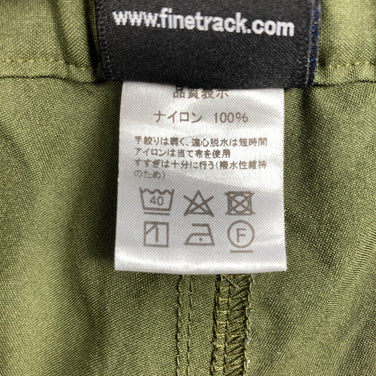 www.finetrack.com
品質表示
ナイロン 100%
手絞りは弱く、遠心脱水は短時間
アイロンは当て布を使用
すすぎは十分に行う(撥水性維持
のため)
40
F